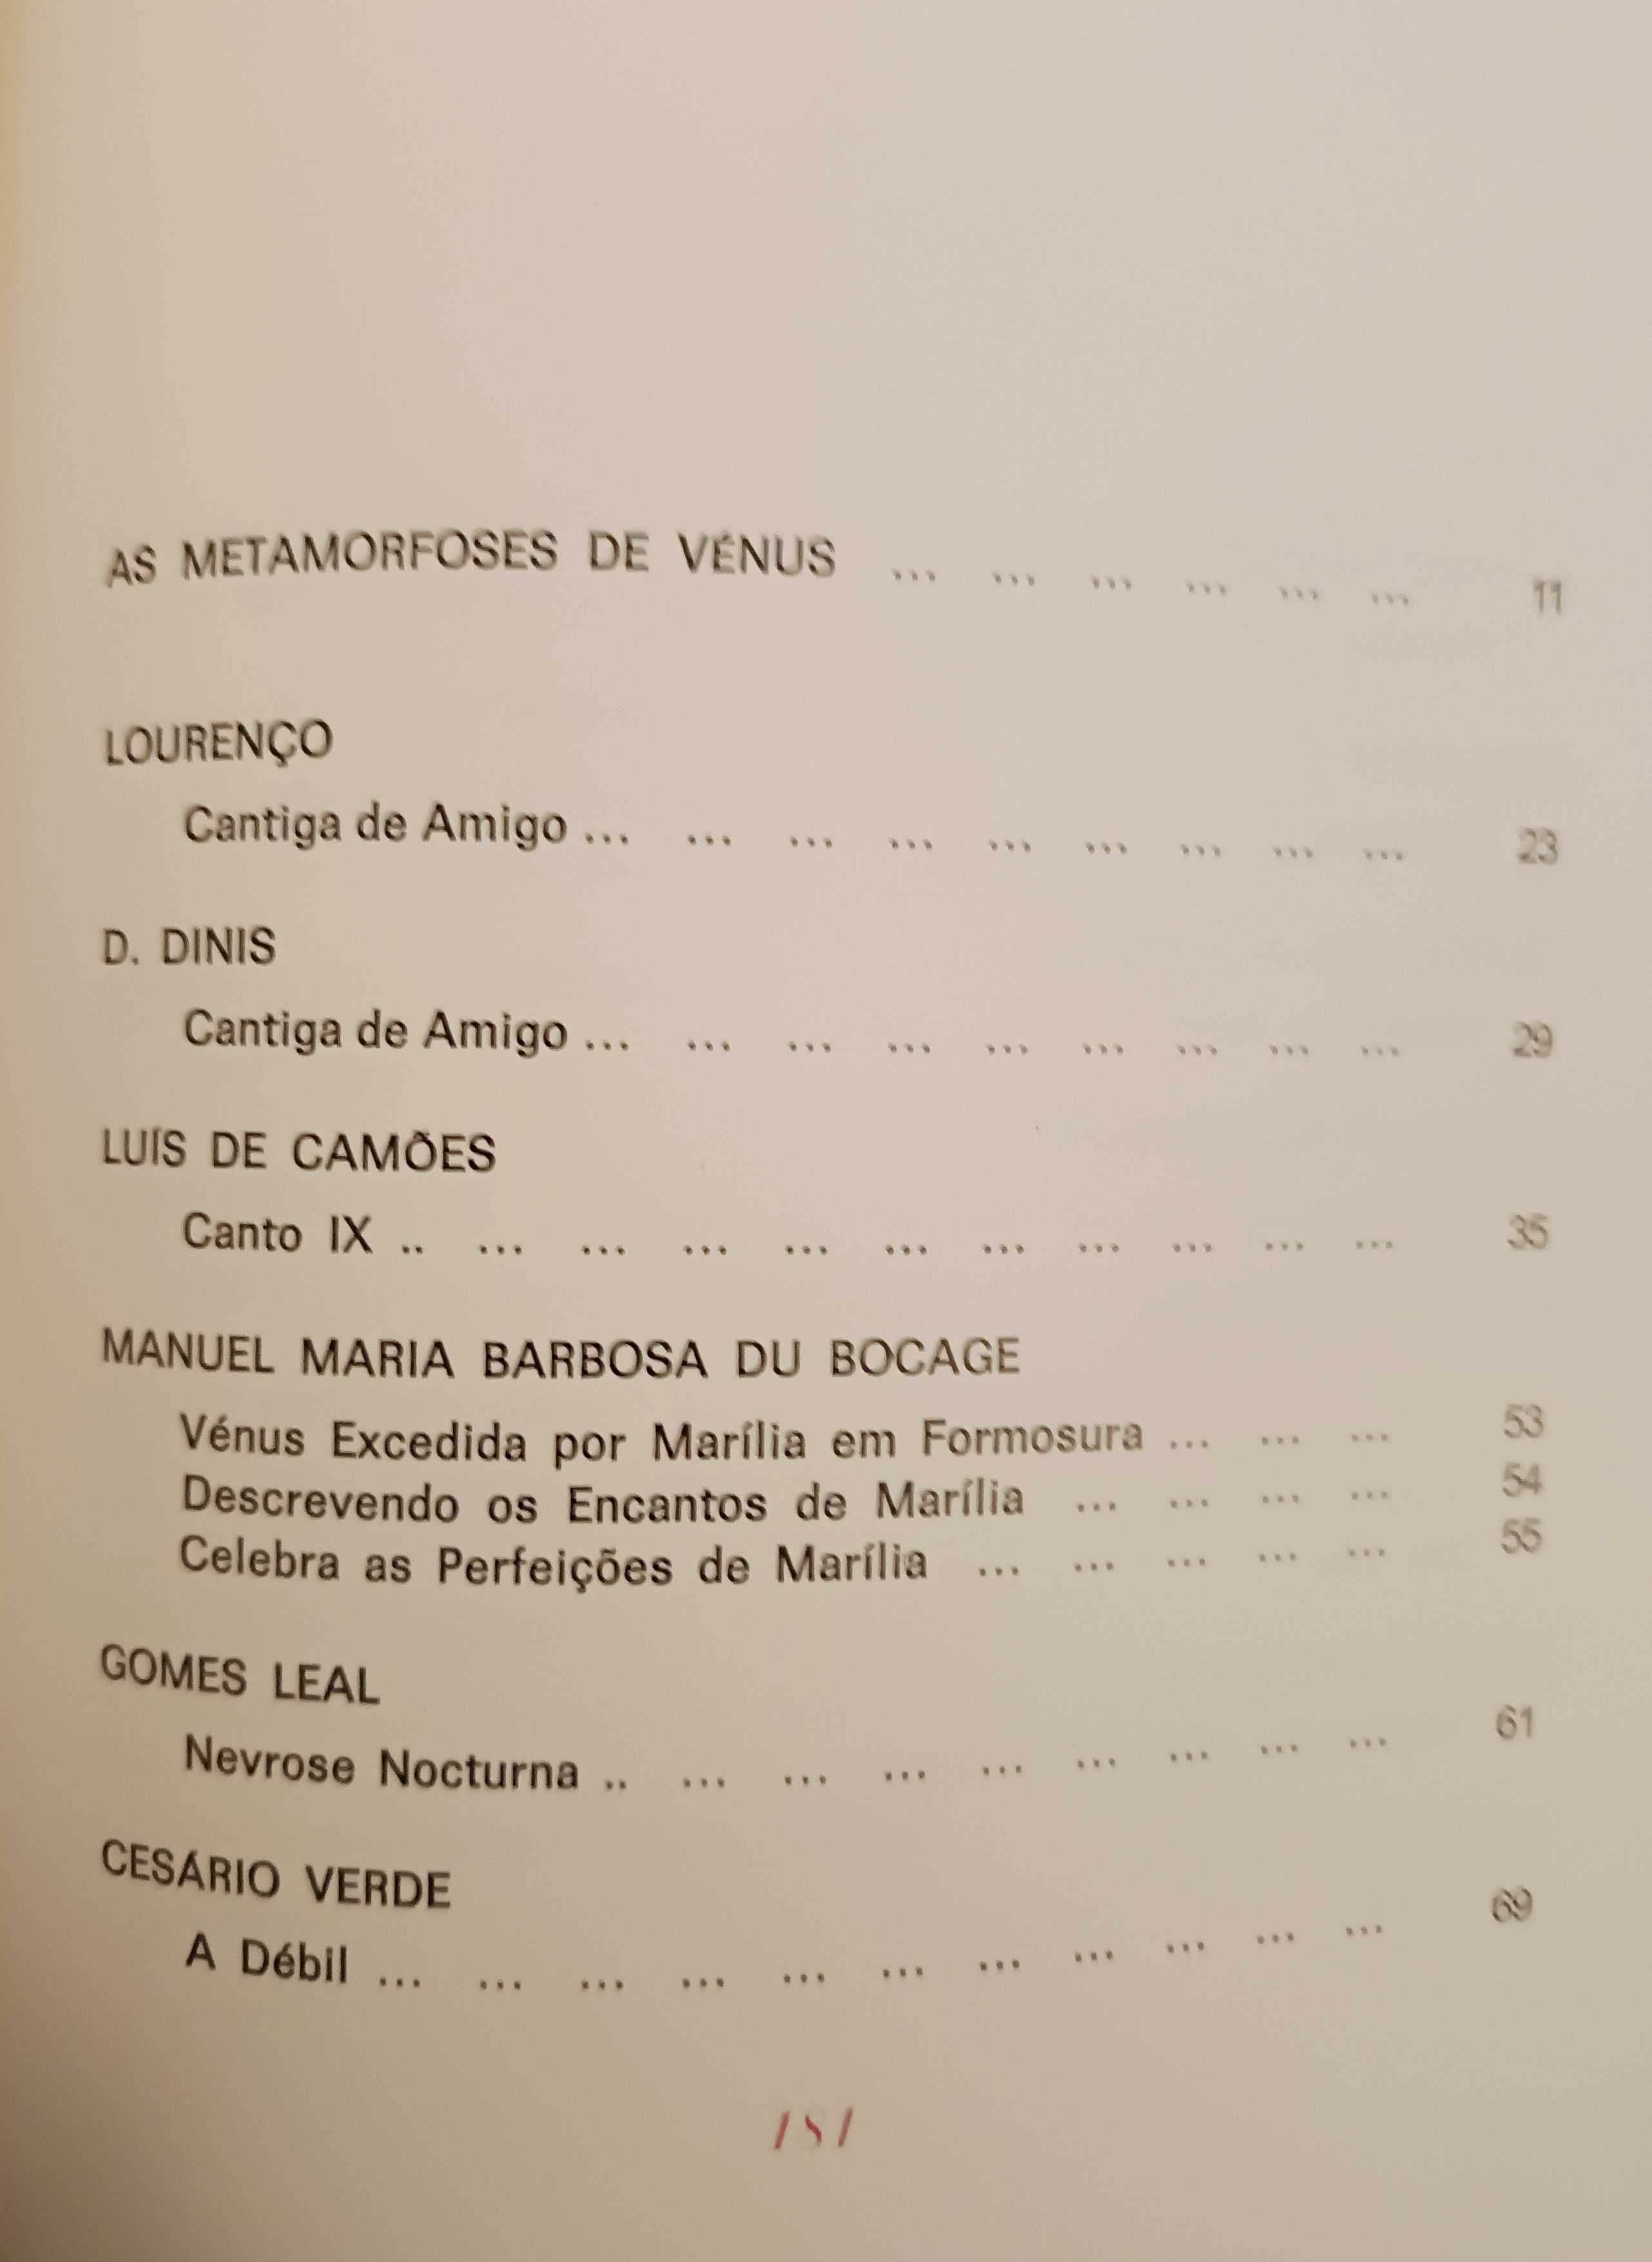 AS METAMORFOSES DE VÉNUS ... ... ... ... ... ... 11
LOURENÇO
Cantiga de Amigo ... ... ... ... ... ... ... ... ... 23
D. DINIS
Cantiga de Amigo ... ... ... ... ... ... ... ... ... 29
LUÍS DE CAMÕES
Canto IX .. ... ... ... ... ... ... ... ... ... ... 35
MANUEL MARIA BARBOSA DU BOCAGE
Vénus Excedida por Marília em Formosura ... ... ... 53
Descrevendo os Encantos de Marília ... ... ... ... 54
Celebra as Perfeições de Marília ... ... ... ... ... 55
GOMES LEAL
Nevrose Nocturna .. ... ... ... ... ... ... ... ... 61
CESÁRIO VERDE
A Débil ... ... ... ... ... ... ... ... ... ... ... 69